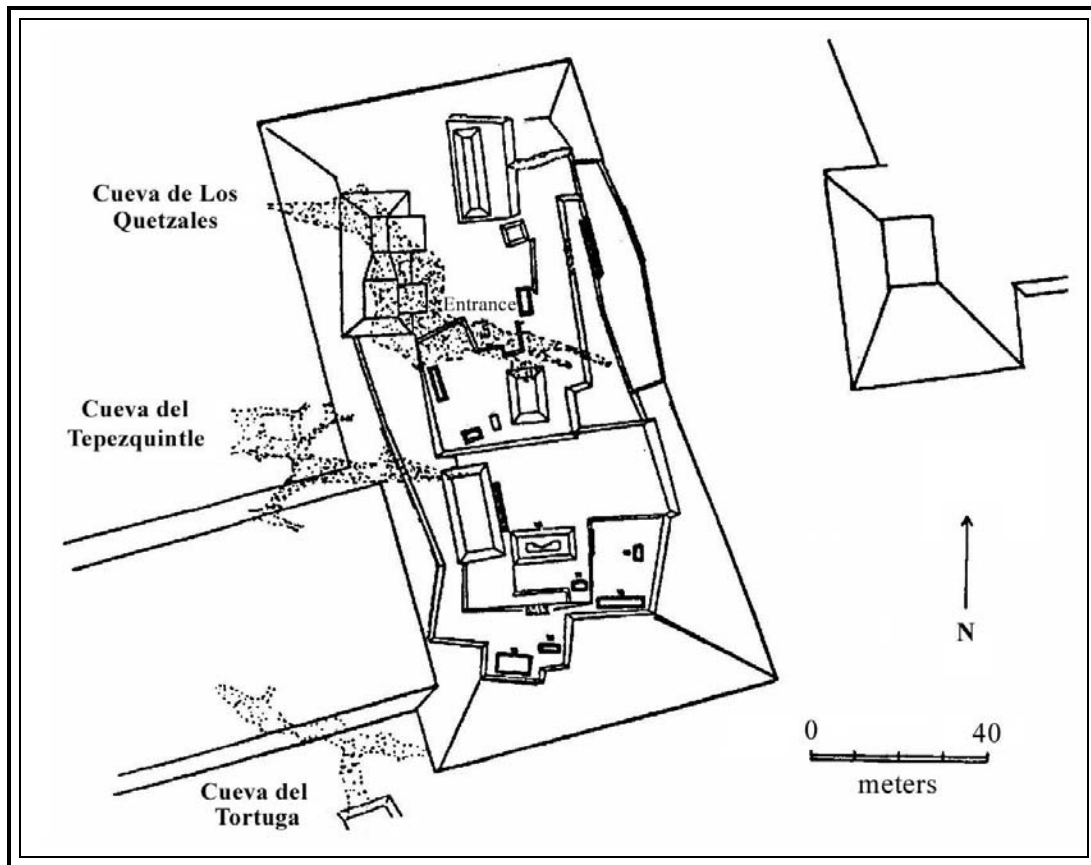 Cueva de Los
Quetzales
Entrance
Cueva del
Tepezquintle
N
0 40
meters
Cueva del
Tortuga